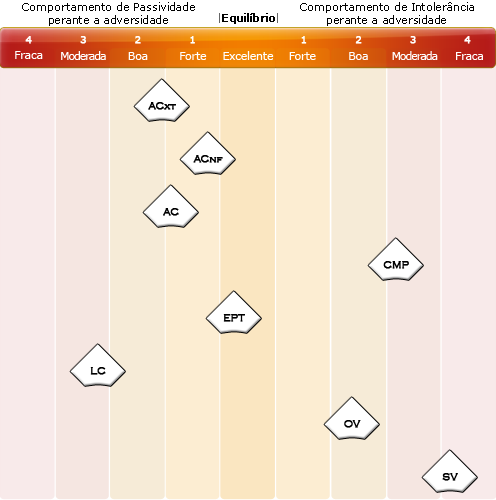 Comportamento de Passividade
perante a adversidade
|Equilíbrio|
Comportamento de Intolerância
perante a adversidade
4 3 2 1 1 2 3 4
Fraca Moderada Boa Forte Excelente Forte Boa Moderada Fraca
ACXT
ACNF
AC
CMP
EPT
LC
OV
SV